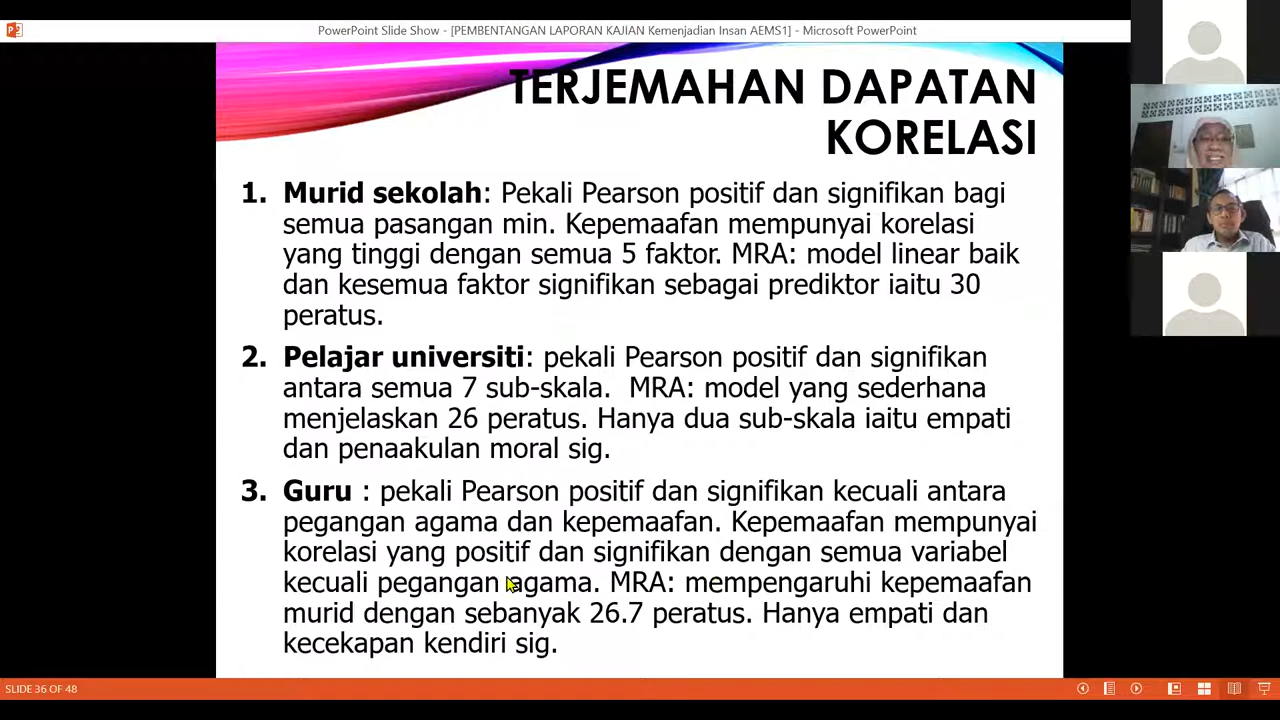 PowerPoint Slide Show - [PEMBENTANGAN LAPORAN KAJIAN Kemenjadian Insan AEMS1] - Microsoft PowerPoint
TERJEMAHAN DAPATAN
KORELASI
1. Murid sekolah: Pekali Pearson positif dan signifikan bagi
semua pasangan min. Kepemaafan mempunyai korelasi
yang tinggi dengan semua 5 faktor. MRA: model linear baik
dan kesemua faktor signifikan sebagai prediktor iaitu 30
peratus.
2. Pelajar universiti: pekali Pearson positif dan signifikan
antara semua 7 sub-skala. MRA: model yang sederhana
menjelaskan 26 peratus. Hanya dua sub-skala iaitu empati
dan penaakulan moral sig.
3. Guru : pekali Pearson positif dan signifikan kecuali antara
pegangan agama dan kepemaafan. Kepemaafan mempunyai
korelasi yang positif dan signifikan dengan semua variabel
kecuali pegangan agama. MRA: mempengaruhi kepemaafan
murid dengan sebanyak 26.7 peratus. Hanya empati dan
kecekapan kendiri sig.
SLIDE 36 OF 48